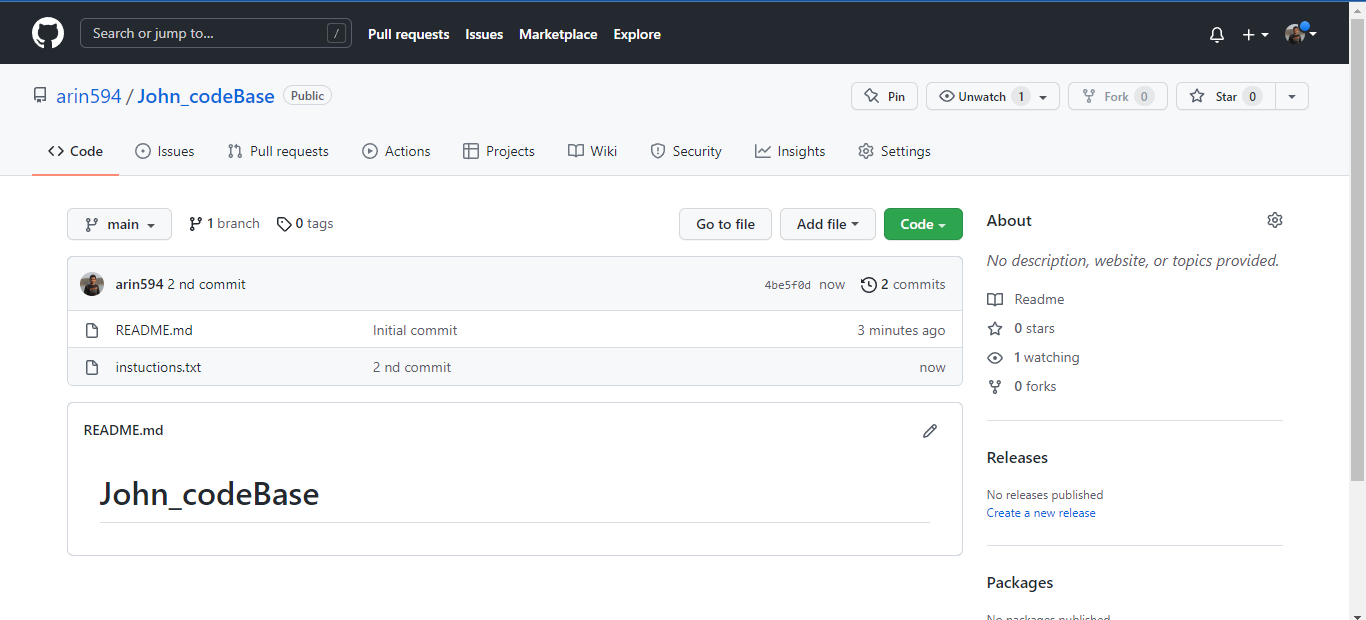 Search or jump to... / Pull requests Issues Marketplace Explore
arin594 / John_codeBase Public Pin Unwatch 1 Fork 0 Star 0
Code Issues Pull requests Actions Projects Wiki Security Insights Settings
main 1 branch 0 tags Go to file Add file Code
arin594 2 nd commit 4be5f0d now 2 commits
README.md Initial commit 3 minutes ago
instuctions.txt 2 nd commit now
README.md
John_codeBase
About
No description, website, or topics provided.
Readme
0 stars
1 watching
0 forks
Releases
No releases published
Create a new release
Packages
No packages published